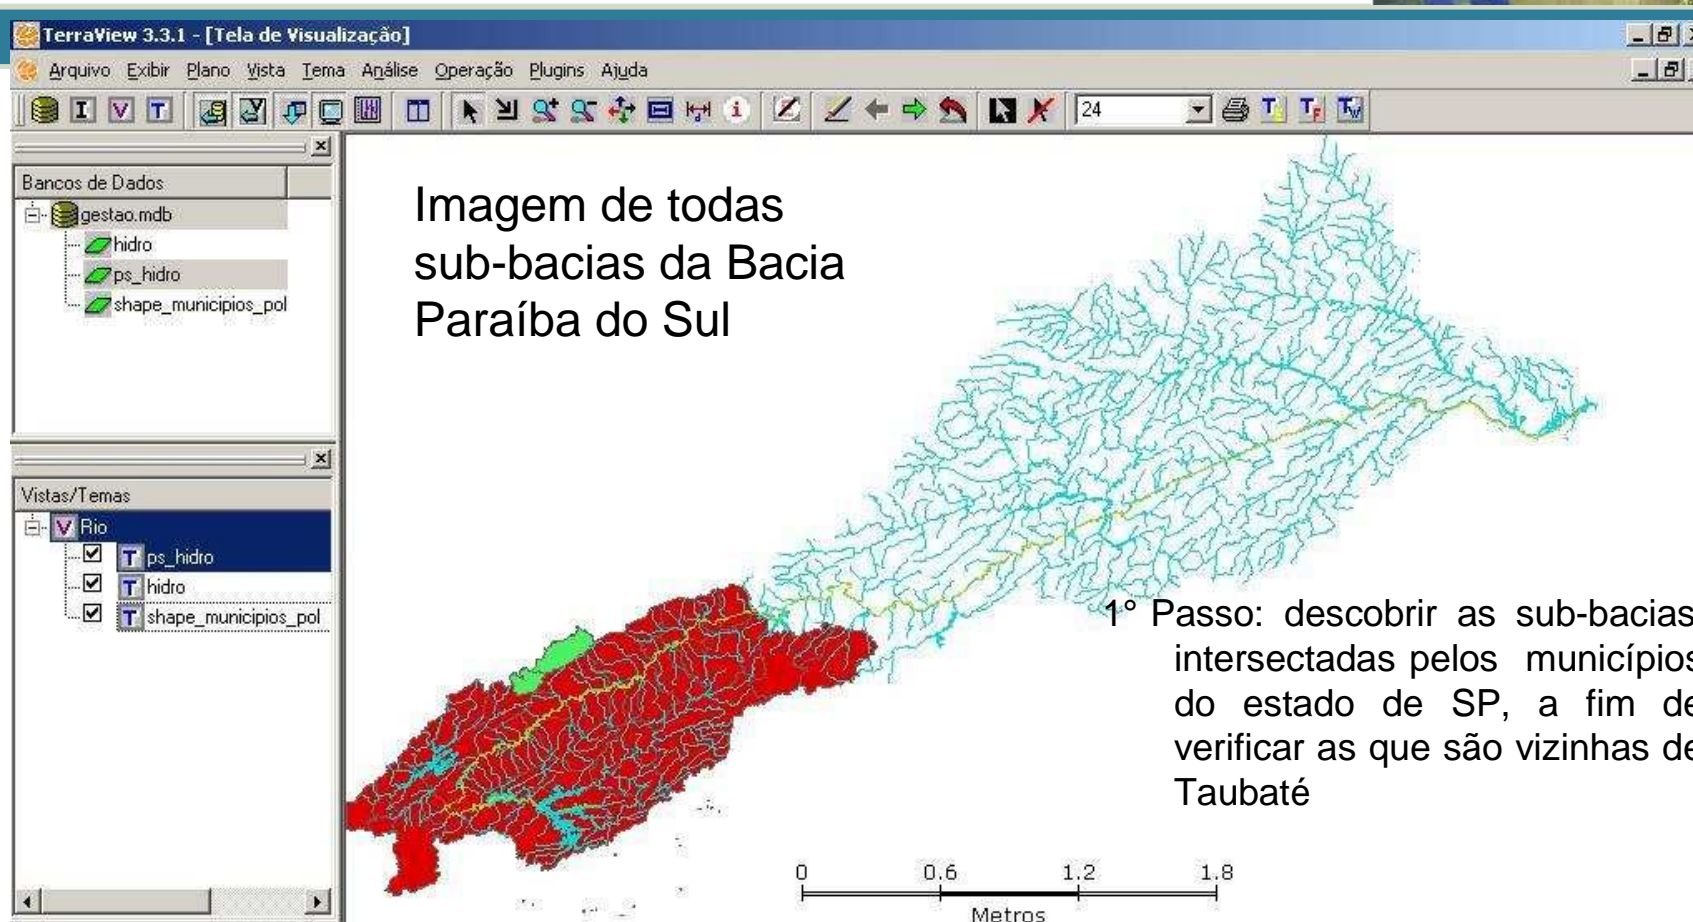 TerraView 3.3.1 - [Tela de Visualização]
Arquivo Exibir Plano Vista Tema Análise Operação Plugins Ajuda
I V T 24
Bancos de Dados
gestao.mdb
hidro
ps_hidro
shape_municipios_pol
Vistas/Temas
V Rio
T ps_hidro
T hidro
T shape_municipios_pol
Imagem de todas
sub-bacias da Bacia
Paraíba do Sul
1° Passo: descobrir as sub-bacias
intersectadas pelos municípios
do estado de SP, a fim de
verificar as que são vizinhas de
Taubaté
0 0.6 1.2 1.8
Metros